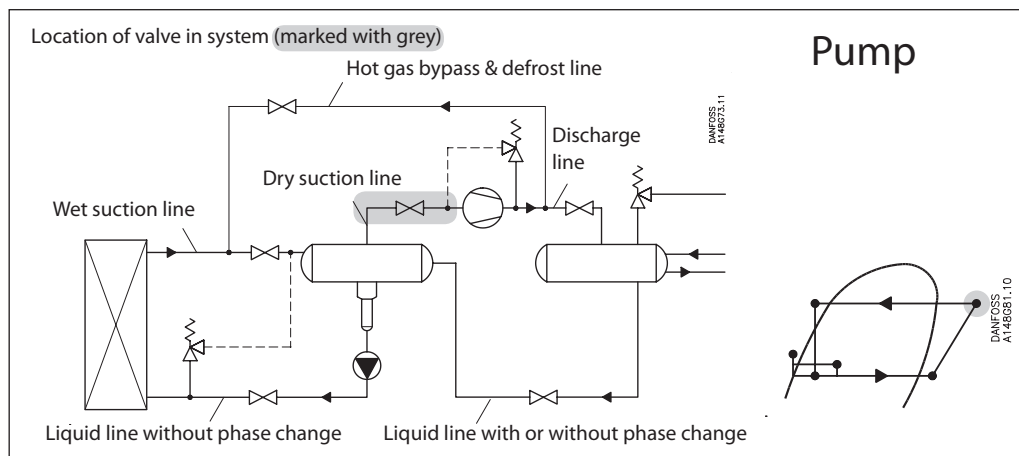 Location of valve in system (marked with grey)
Pump
Hot gas bypass & defrost line
DANFOSS
A148G73.11
Discharge
line
Dry suction line
Wet suction line
DANFOSS
A148G81.10
Liquid line without phase change
Liquid line with or without phase change